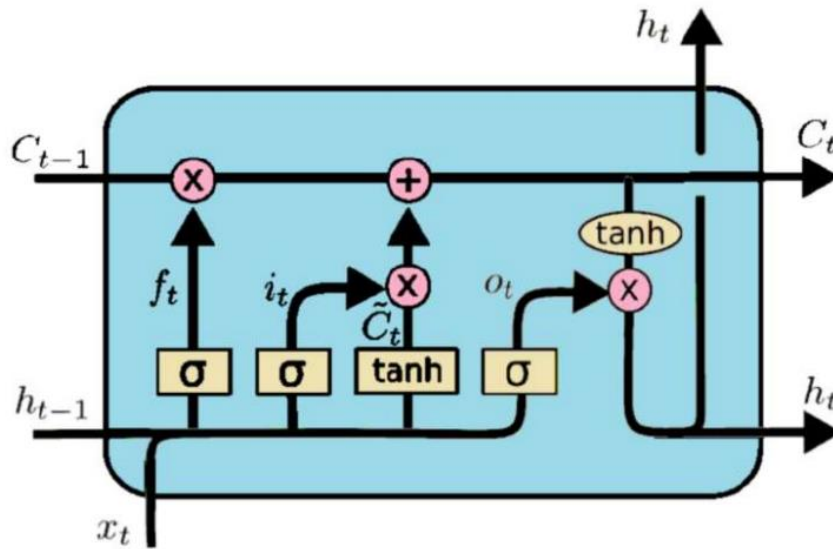 h_t
C_{t-1}
C_t
x
+
tanh
f_t
i_t
x
o_t
x
C̃_t
σ
σ
tanh
σ
h_{t-1}
h_t
x_t